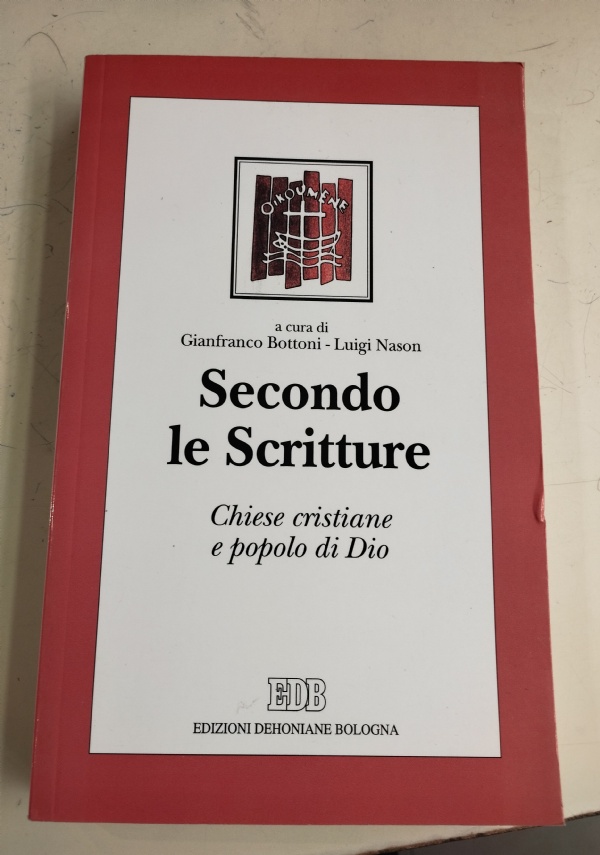 OIKOUMENE
a cura di
Gianfranco Bottoni - Luigi Nason
Secondo
le Scritture
Chiese cristiane
e popolo di Dio
EDB
EDIZIONI DEHONIANE BOLOGNA